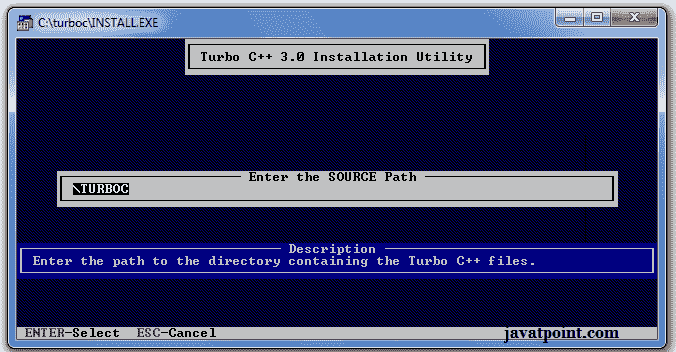 C:\turboc\INSTALL.EXE
Turbo C++ 3.0 Installation Utility
Enter the SOURCE Path
\TURBOC
Description
Enter the path to the directory containing the Turbo C++ files.
ENTER-Select ESC-Cancel
javatpoint.com